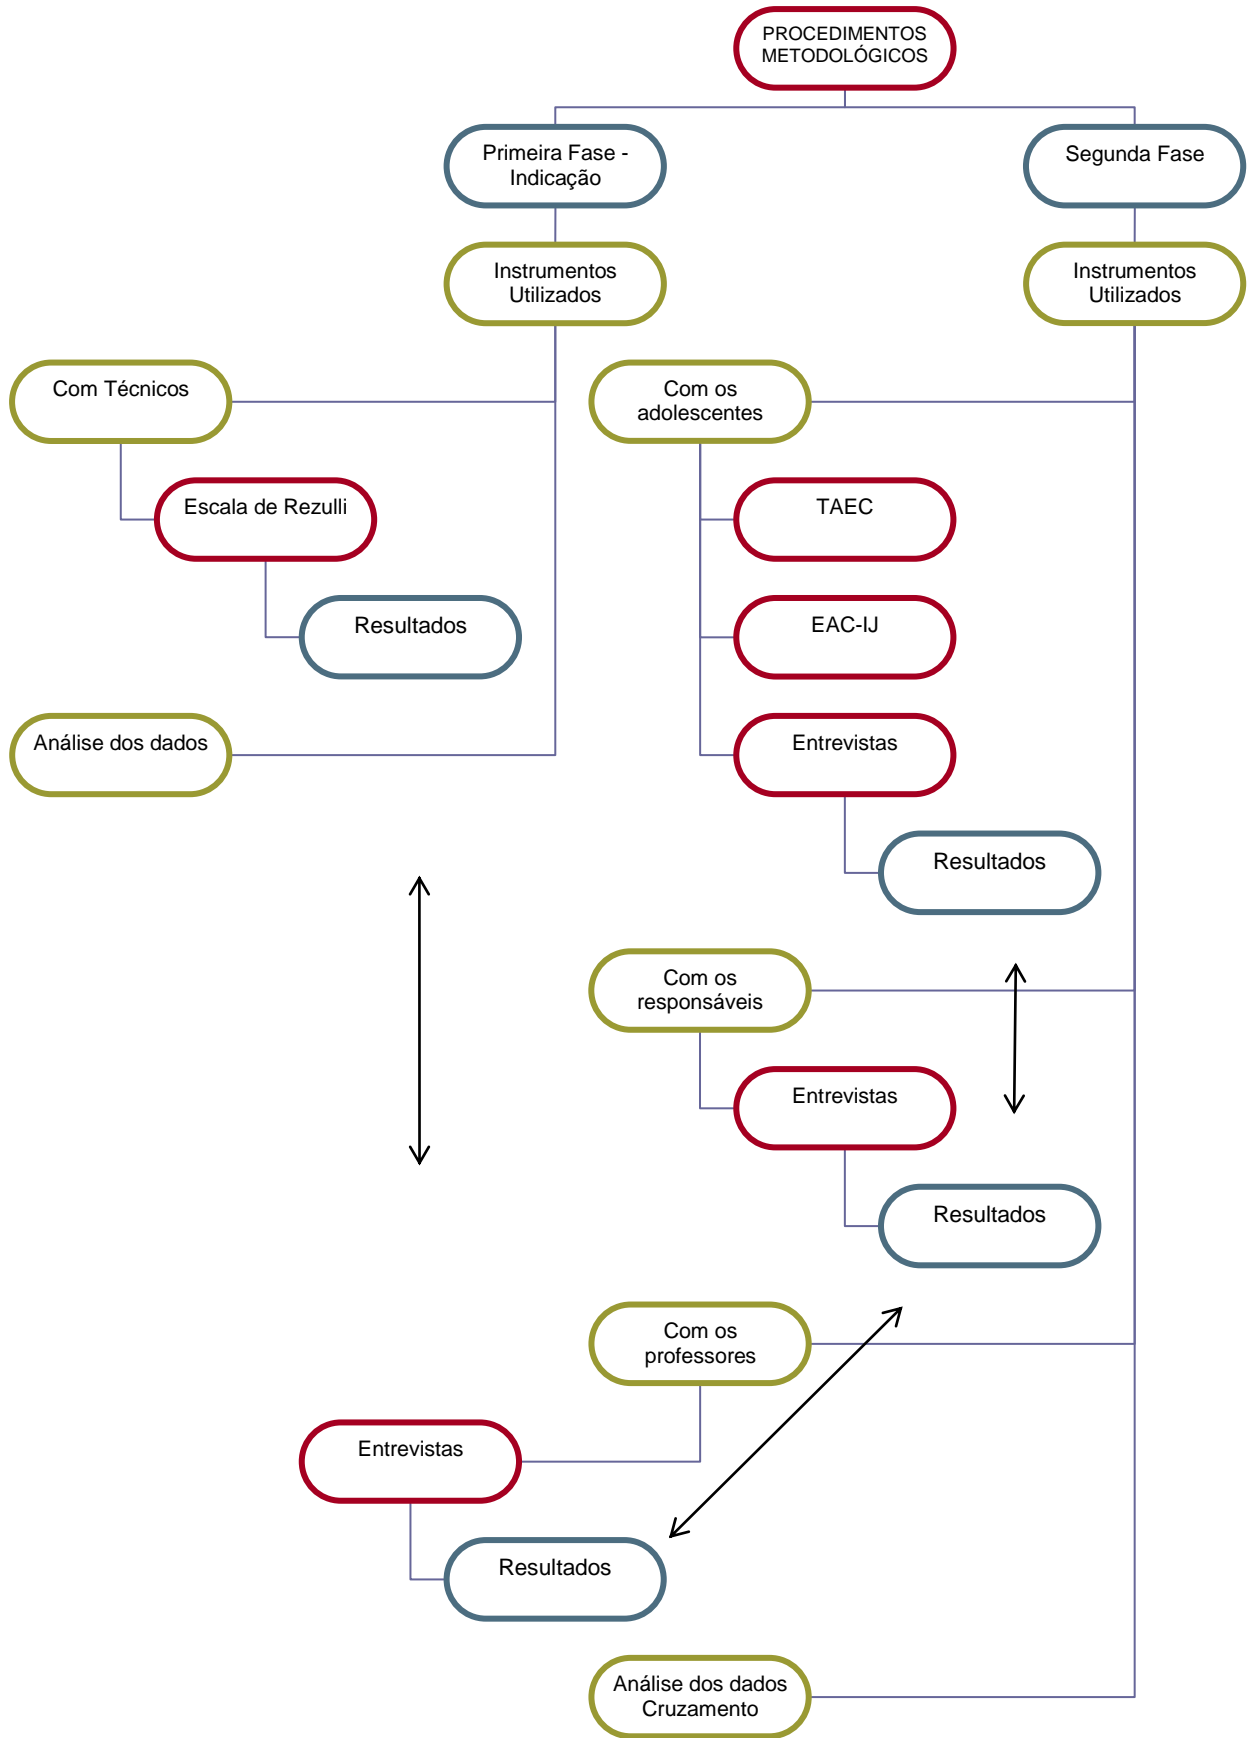 PROCEDIMENTOS
METODOLÓGICOS
Primeira Fase -
Indicação
Segunda Fase
Instrumentos
Utilizados
Instrumentos
Utilizados
Com Técnicos
Com os
adolescentes
Escala de Rezulli
TAEC
Resultados
EAC-IJ
Análise dos dados
Entrevistas
Resultados
Com os
responsáveis
Entrevistas
Resultados
Com os
professores
Entrevistas
Resultados
Análise dos dados
Cruzamento